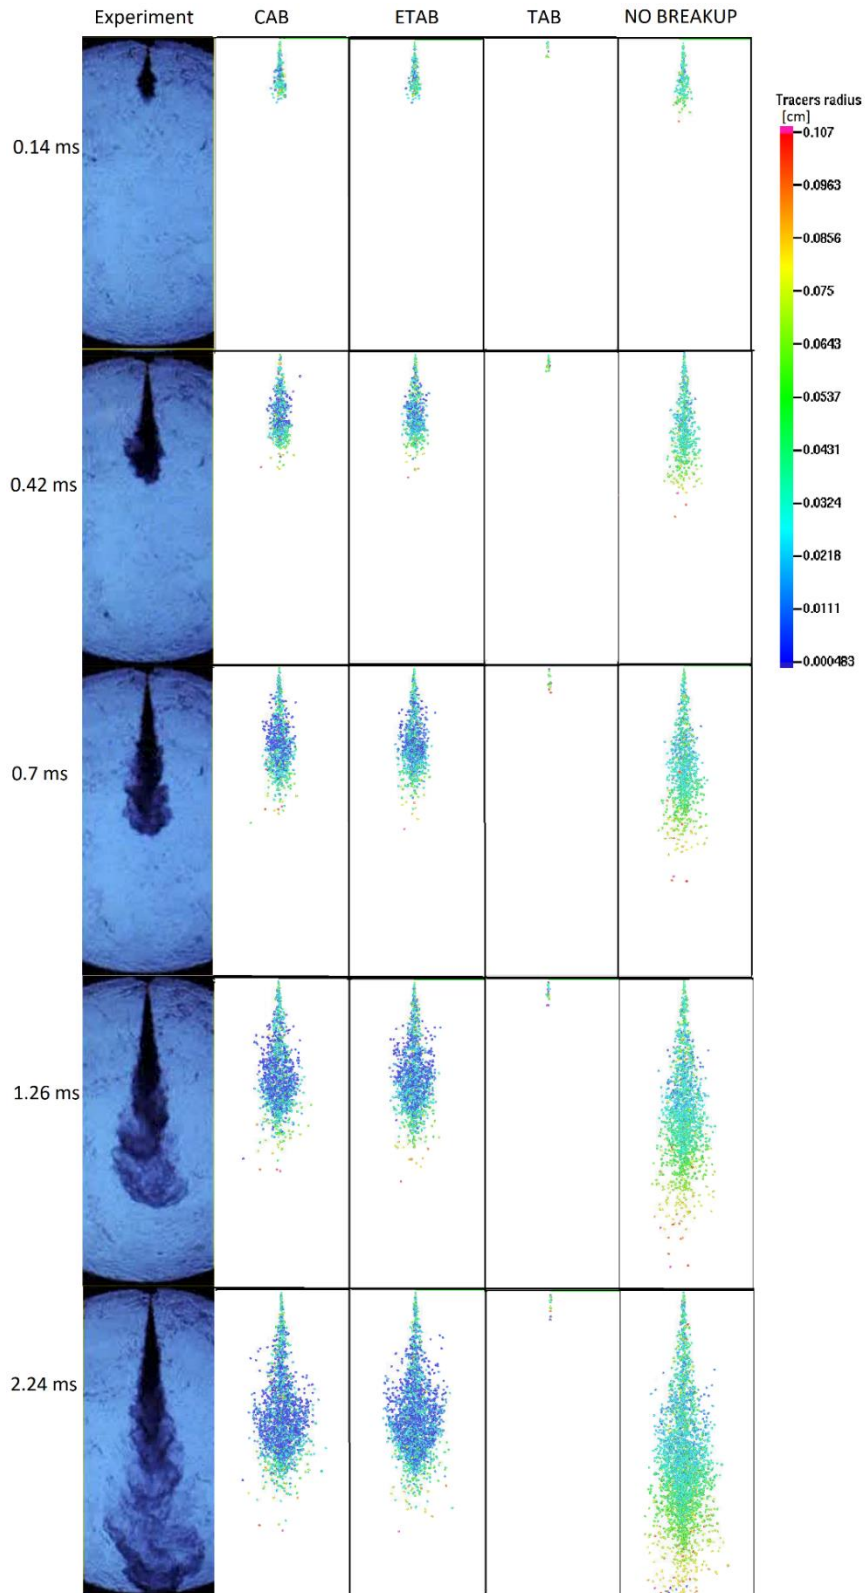 Experiment CAB ETAB TAB NO BREAKUP
Tracers radius
[cm]
0.107
0.14 ms
0.0963
0.0856
0.075
0.0643
0.0537
0.0431
0.42 ms
0.0324
0.0218
0.0111
0.000483
0.7 ms
1.26 ms
2.24 ms